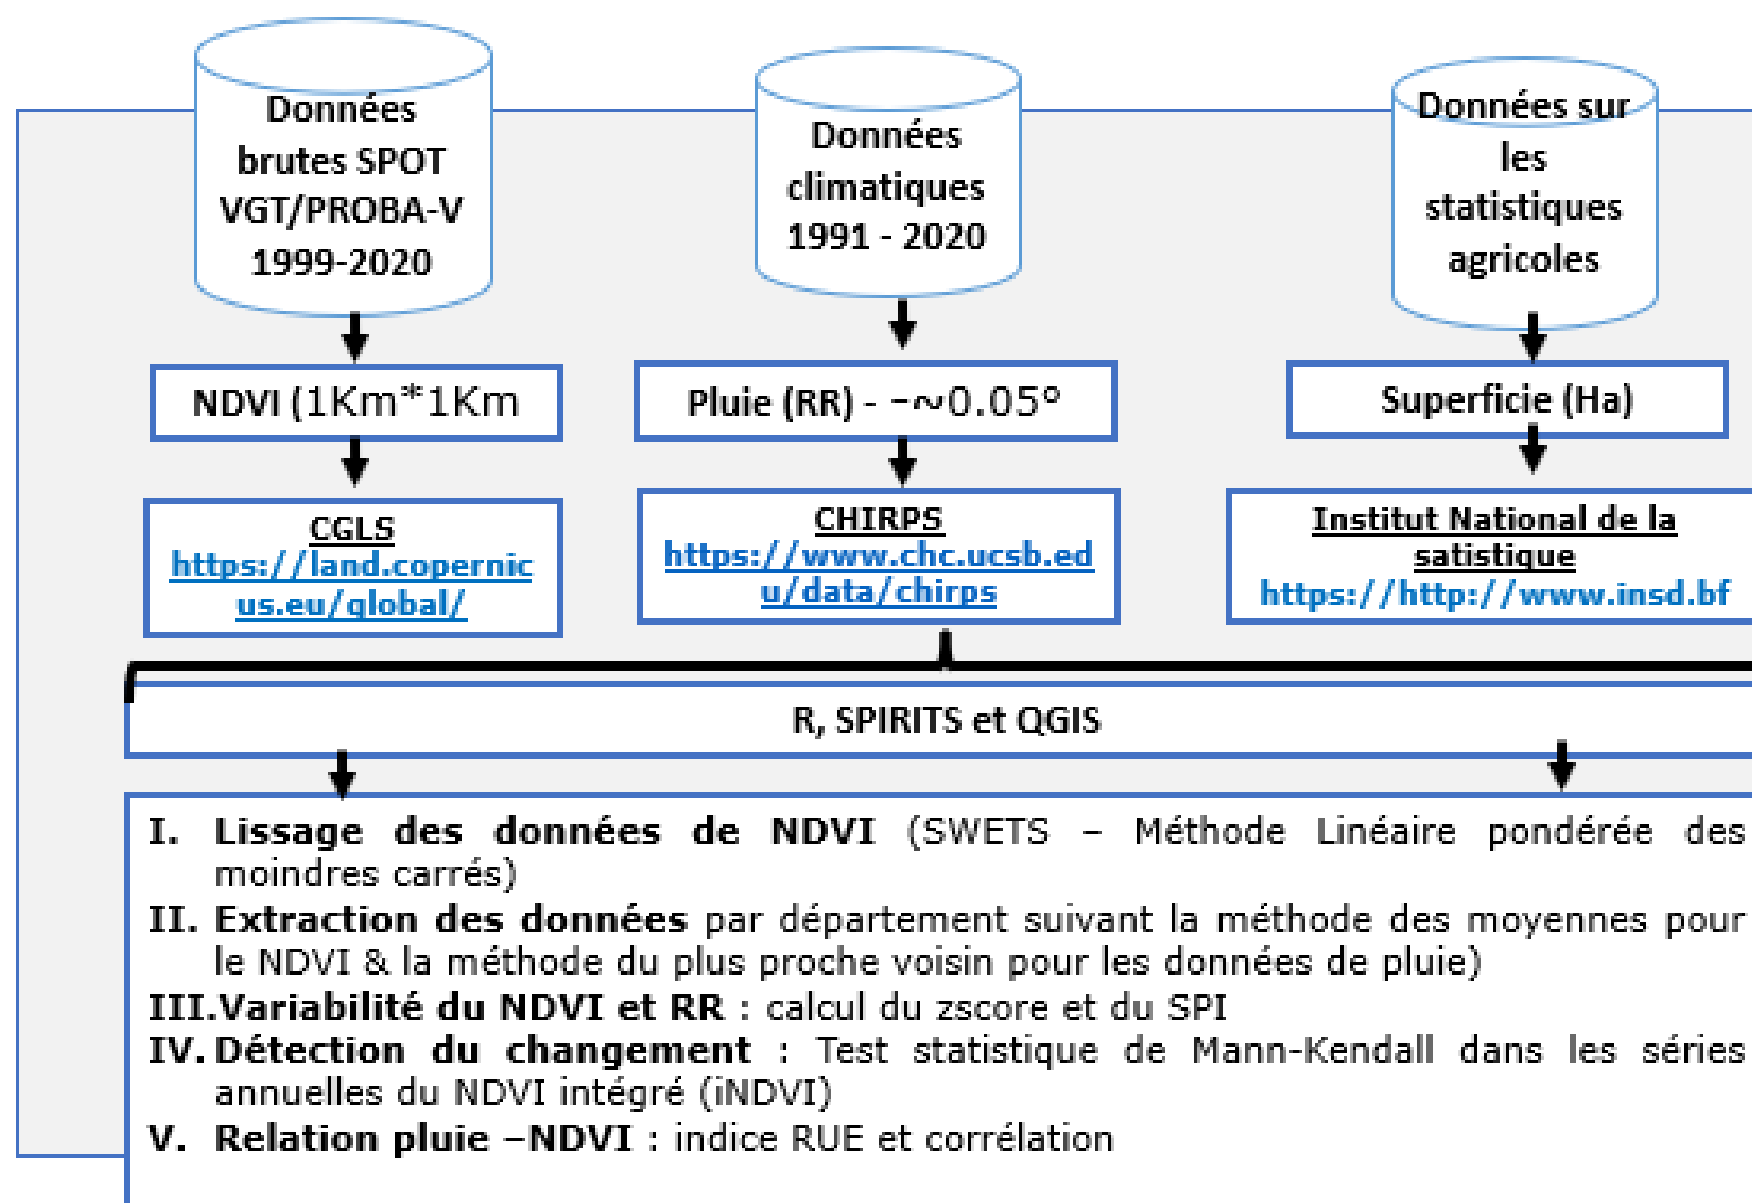 Données
brutes SPOT
VGT/PROBA-V
1999-2020
Données
climatiques
1991 - 2020
Données sur
les
statistiques
agricoles
NDVI (1Km*1Km
Pluie (RR) - –~0.05°
Superficie (Ha)
CGLS
https://land.copernic
us.eu/global/
CHIRPS
https://www.chc.ucsb.ed
u/data/chirps
Institut National de la
satistique
https://http://www.insd.bf
R, SPIRITS et QGIS
I. Lissage des données de NDVI (SWETS – Méthode Linéaire pondérée des
moindres carrés)
II. Extraction des données par département suivant la méthode des moyennes pour
le NDVI & la méthode du plus proche voisin pour les données de pluie)
III.Variabilité du NDVI et RR : calcul du zscore et du SPI
IV. Détection du changement : Test statistique de Mann-Kendall dans les séries
annuelles du NDVI intégré (iNDVI)
V. Relation pluie –NDVI : indice RUE et corrélation